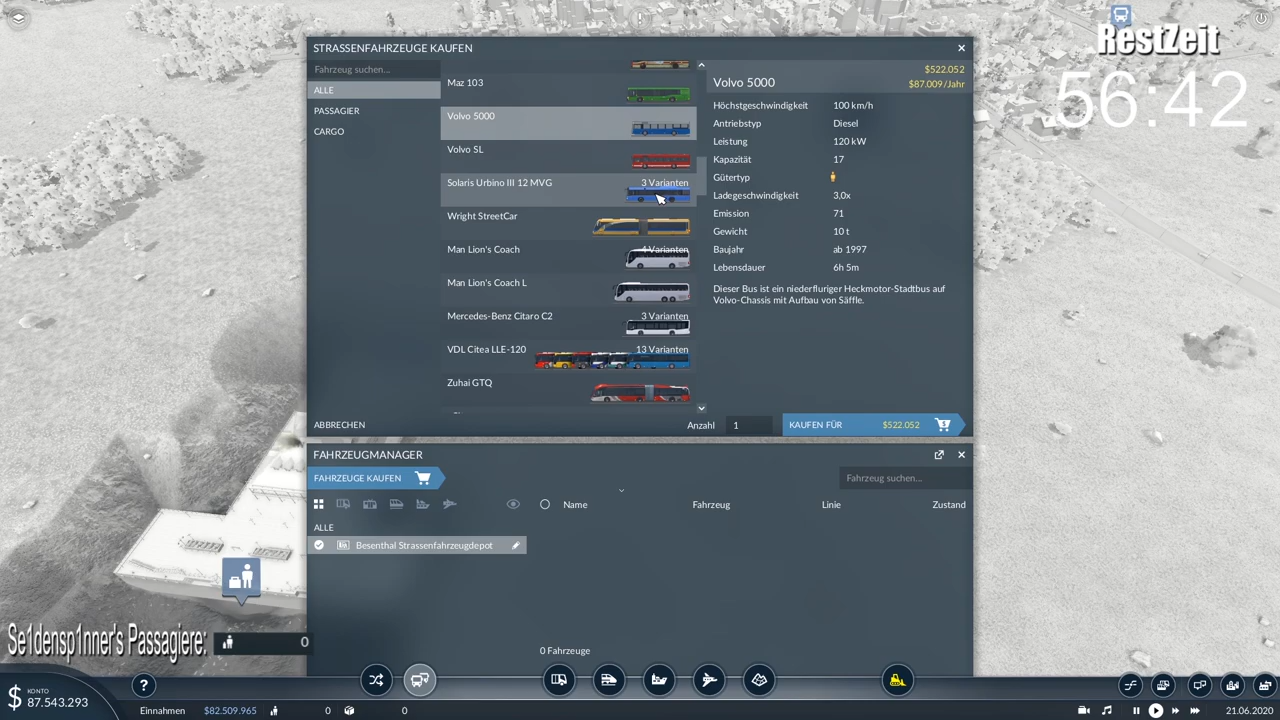 RestZeit
56:42
STRASSENFAHRZEUGE KAUFEN
Fahrzeug suchen...
ALLE
PASSAGIER
CARGO
Maz 103
Volvo 5000
Volvo SL
Solaris Urbino III 12 MVG 3 Varianten
Wright StreetCar
Man Lion's Coach 4 Varianten
Man Lion's Coach L
Mercedes-Benz Citaro C2 3 Varianten
VDL Citea LLE-120 13 Varianten
Zuhai GTQ
$522.052
Volvo 5000
$87.009/Jahr
Höchstgeschwindigkeit 100 km/h
Antriebstyp Diesel
Leistung 120 kW
Kapazität 17
Gütertyp
Ladegeschwindigkeit 3,0x
Emission 71
Gewicht 10 t
Baujahr ab 1997
Lebensdauer 6h 5m
Dieser Bus ist ein niederfluriger Heckmotor-Stadtbus auf
Volvo-Chassis mit Aufbau von Säffle.
ABBRECHEN
Anzahl 1
KAUFEN FÜR $522.052
FAHRZEUGMANAGER
FAHRZEUGE KAUFEN
Fahrzeug suchen...
Name Fahrzeug Linie Zustand
ALLE
Besenthal Strassenfahrzeugdepot
0 Fahrzeuge
Se1densp1nner's Passagiere: 0
$ KONTO
87.543.293
?
Einnahmen $82.509.965 0 0
21.06.2020